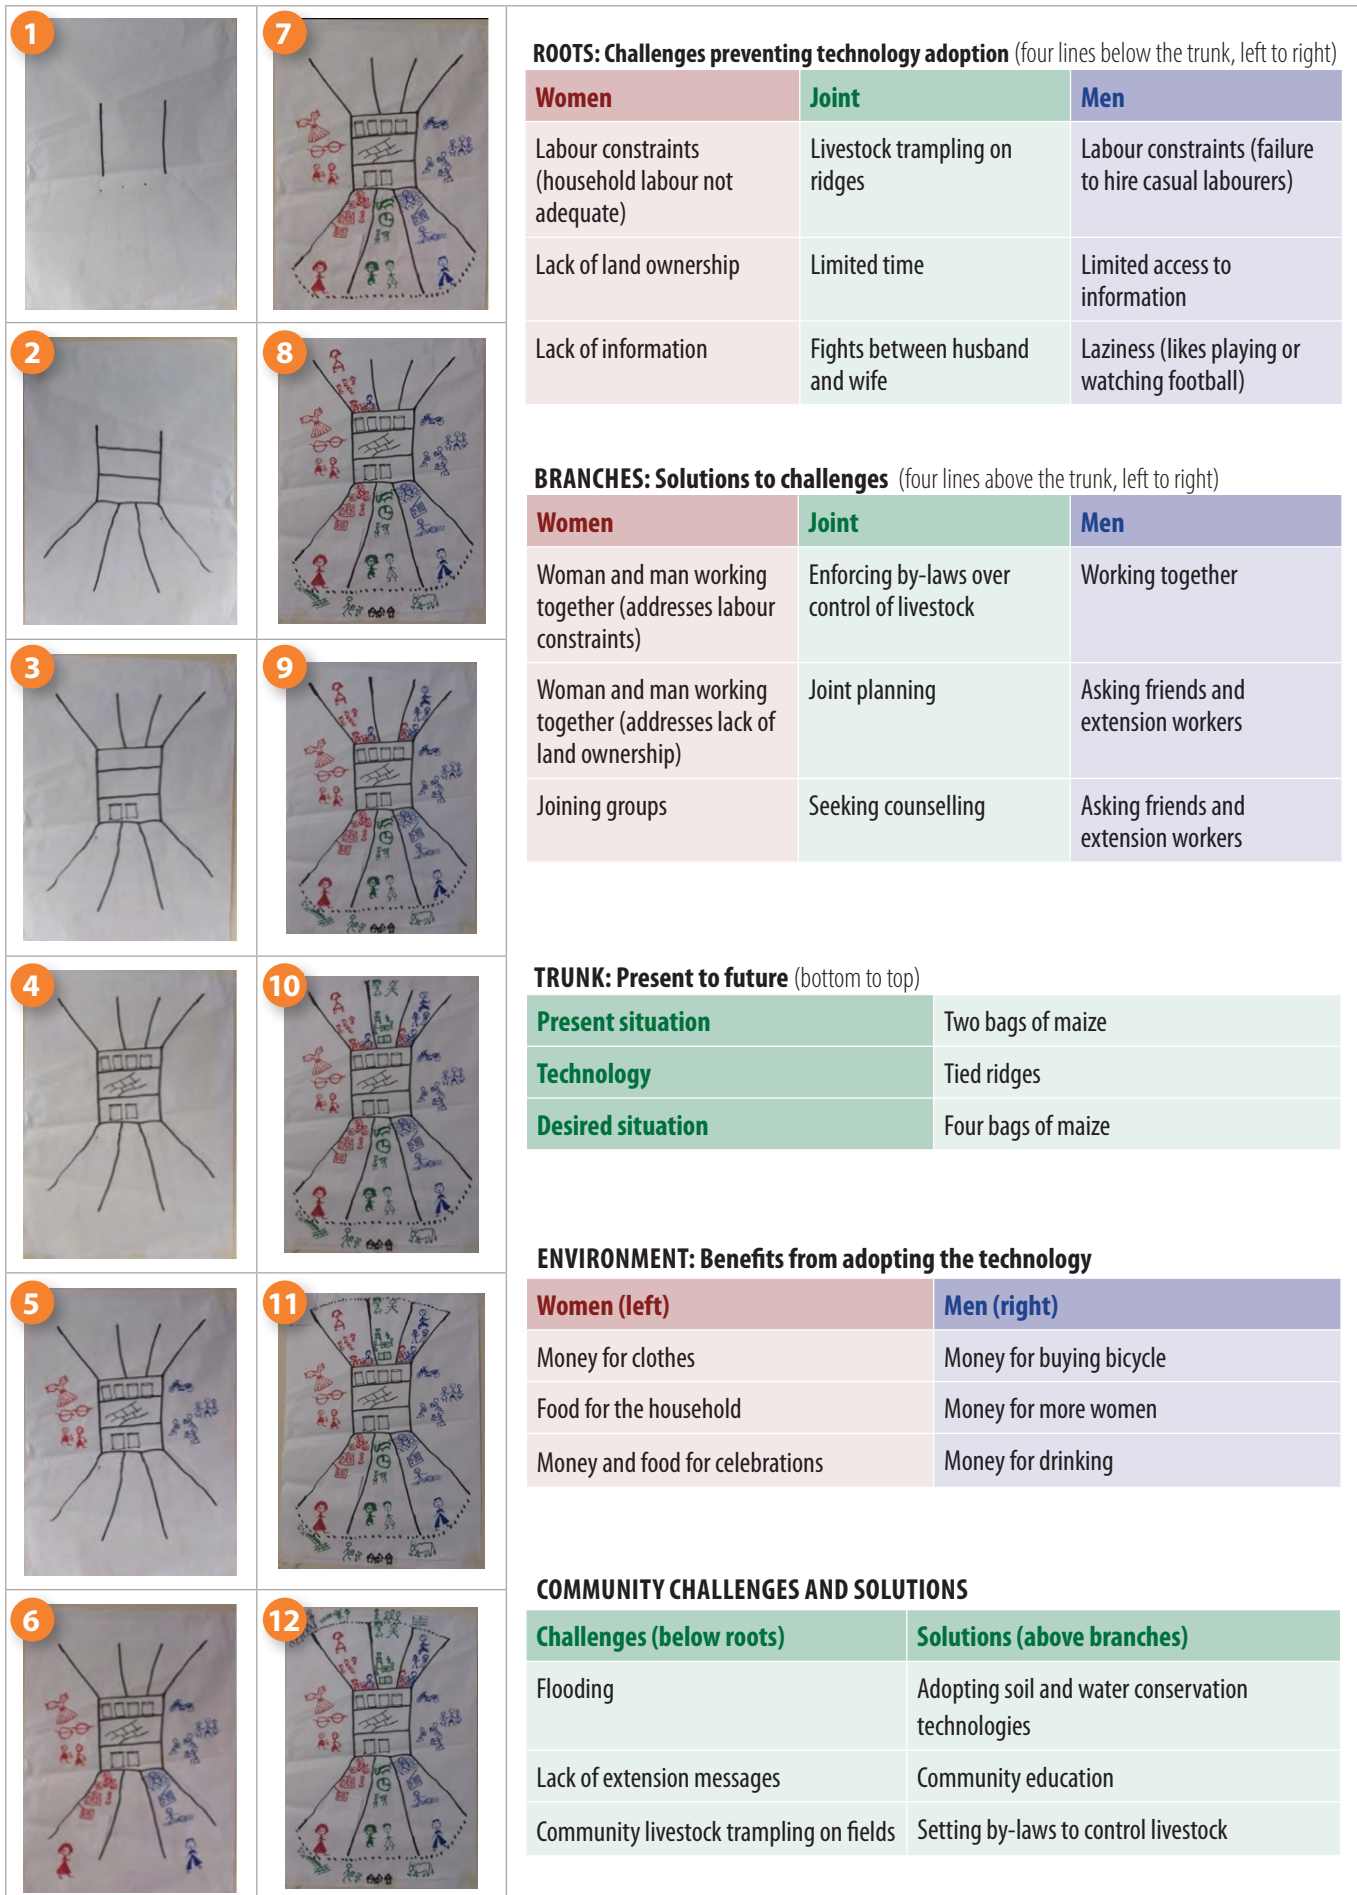 1
7
2
8
3
9
4
10
5
11
6
12
ROOTS: Challenges preventing technology adoption (four lines below the trunk, left to right)
Women
Joint
Men
Labour constraints
(household labour not
adequate)
Livestock trampling on
ridges
Labour constraints (failure
to hire casual labourers)
Lack of land ownership
Limited time
Limited access to
information
Lack of information
Fights between husband
and wife
Laziness (likes playing or
watching football)
BRANCHES: Solutions to challenges (four lines above the trunk, left to right)
Women
Joint
Men
Woman and man working
together (addresses labour
constraints)
Enforcing by-laws over
control of livestock
Working together
Woman and man working
together (addresses lack of
land ownership)
Joint planning
Asking friends and
extension workers
Joining groups
Seeking counselling
Asking friends and
extension workers
TRUNK: Present to future (bottom to top)
Present situation
Two bags of maize
Technology
Tied ridges
Desired situation
Four bags of maize
ENVIRONMENT: Benefits from adopting the technology
Women (left)
Men (right)
Money for clothes
Money for buying bicycle
Food for the household
Money for more women
Money and food for celebrations
Money for drinking
COMMUNITY CHALLENGES AND SOLUTIONS
Challenges (below roots)
Solutions (above branches)
Flooding
Adopting soil and water conservation
technologies
Lack of extension messages
Community education
Community livestock trampling on fields
Setting by-laws to control livestock